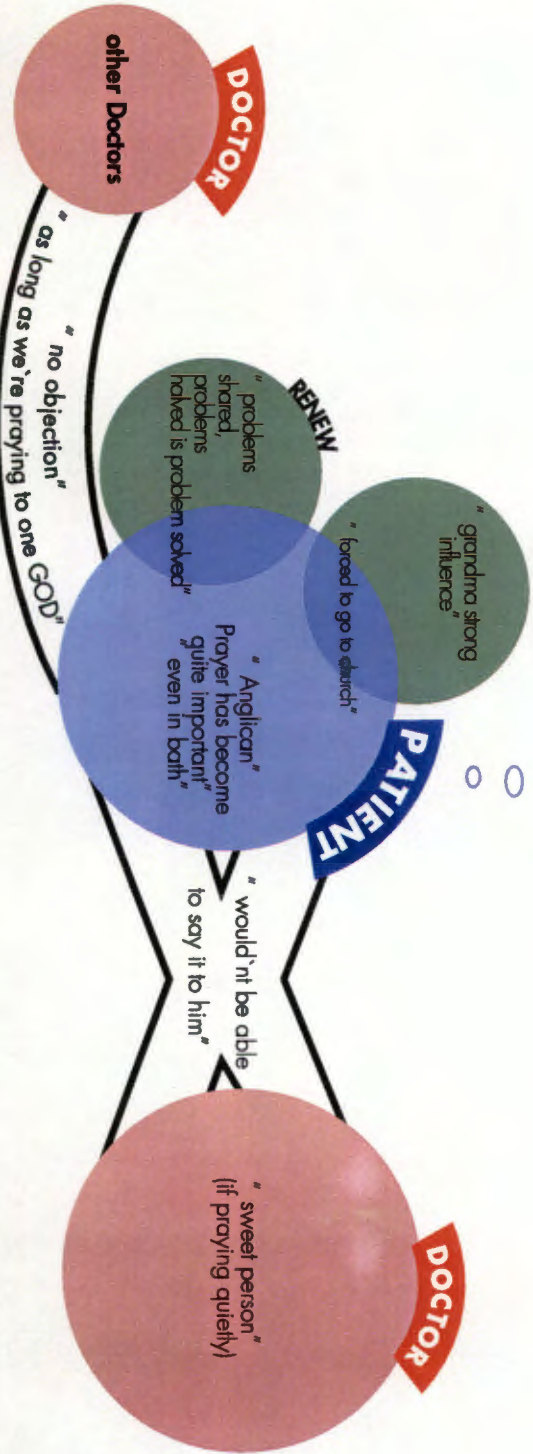 DOCTOR
other Doctors
" no objection"
" as long as we're praying to one GOD"
" grandma strong
influence"
RENEW
" problems
shared,
problems
halved is problem solved"
" forced to go to church"
PATIENT
" Anglican"
Prayer has become
quite important"
" even in bath"
" would'nt be able
to say it to him"
DOCTOR
" sweet person"
(if praying quietly)